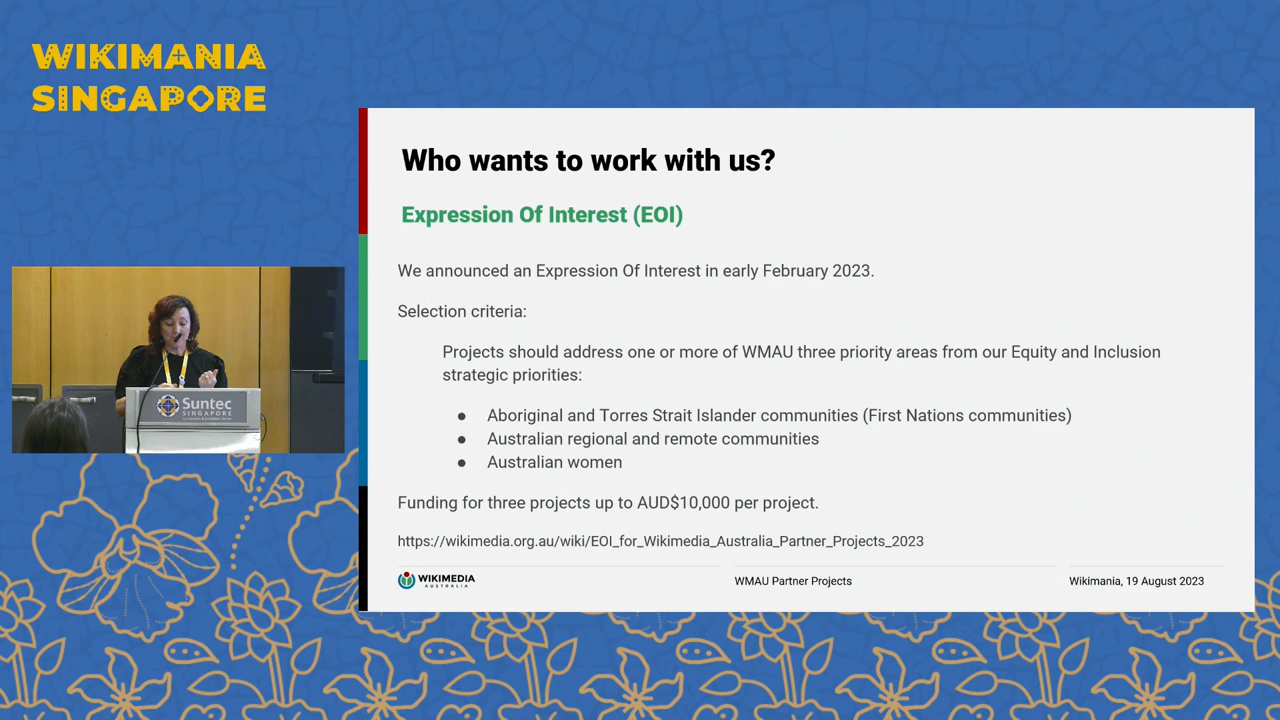 WIKIMANIA
SINGAPORE
Who wants to work with us?
Expression Of Interest (EOI)
We announced an Expression Of Interest in early February 2023.
Selection criteria:
Projects should address one or more of WMAU three priority areas from our Equity and Inclusion
strategic priorities:
● Aboriginal and Torres Strait Islander communities (First Nations communities)
● Australian regional and remote communities
● Australian women
Funding for three projects up to AUD$10,000 per project.
https://wikimedia.org.au/wiki/EOI_for_Wikimedia_Australia_Partner_Projects_2023
WIKIMEDIA
AUSTRALIA
WMAU Partner Projects
Wikimania, 19 August 2023
Suntec
SINGAPORE